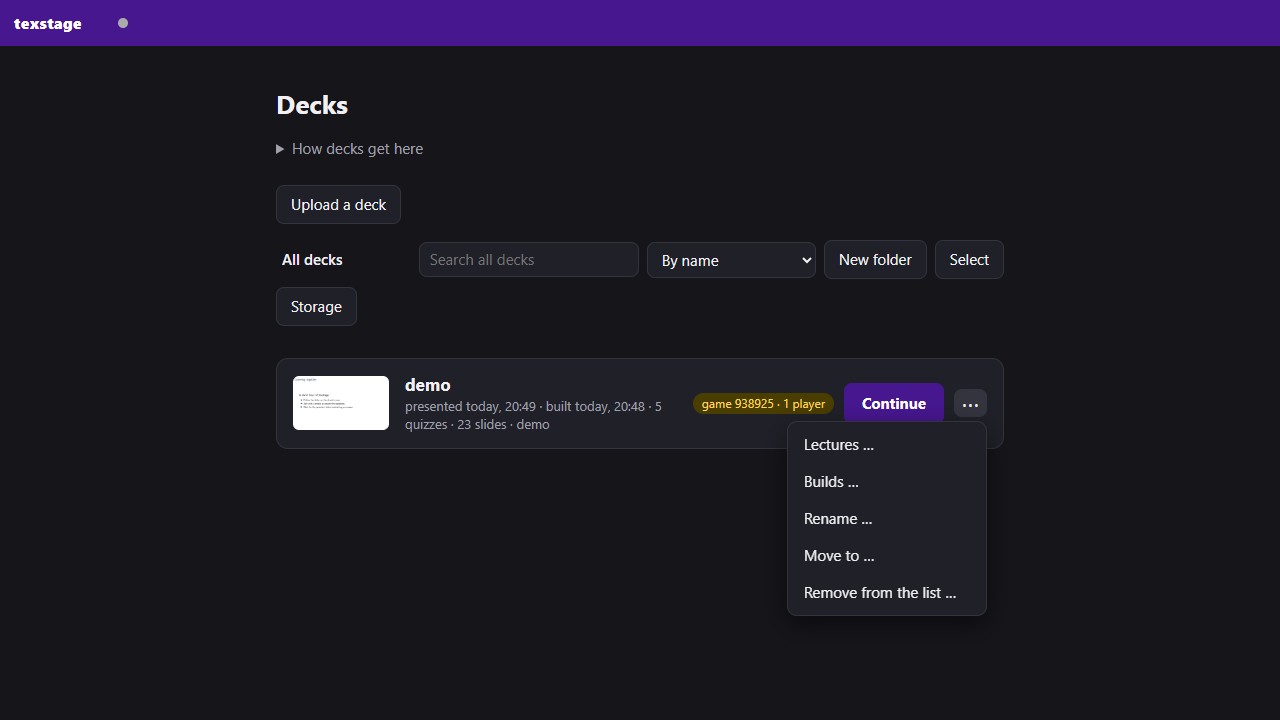 texstage
Decks
How decks get here
Upload a deck
All decks
Search all decks
By name
New folder
Select
Storage
demo
presented today, 20:49 · built today, 20:48 · 5
quizzes · 23 slides · demo
game 938925 · 1 player
Continue
...
Lectures ...
Builds ...
Rename ...
Move to ...
Remove from the list ...